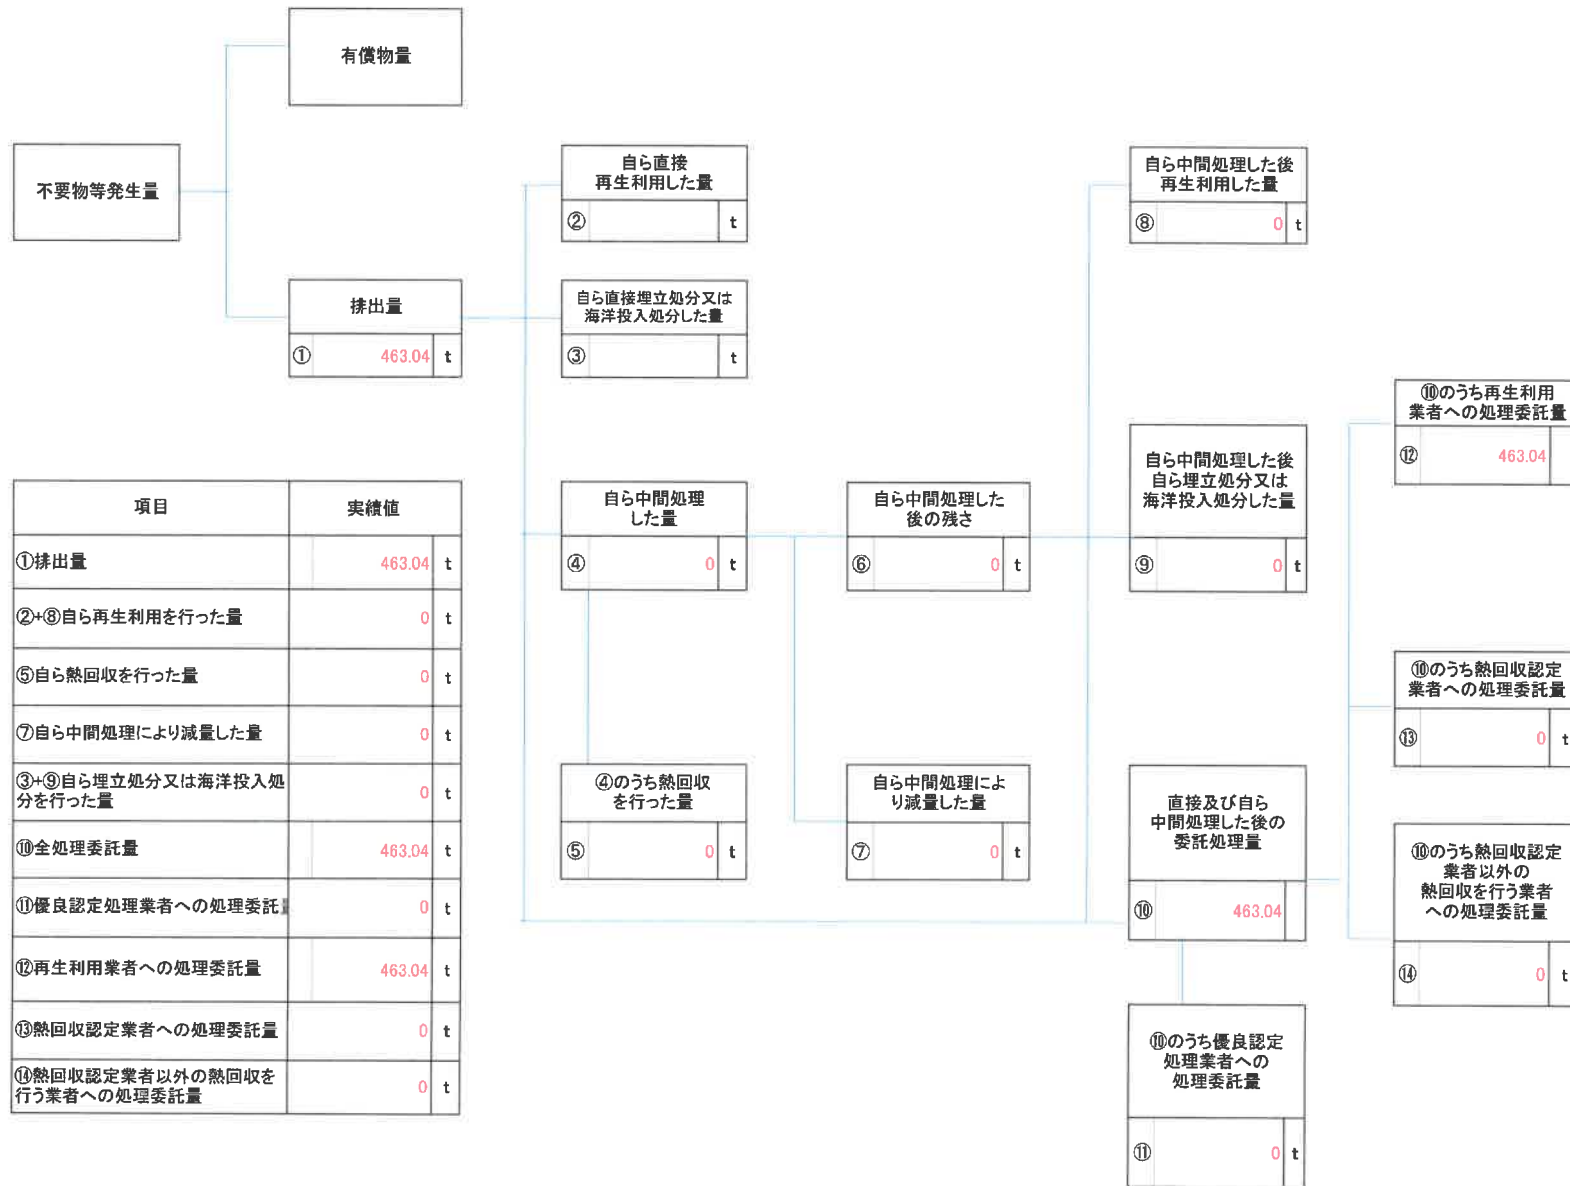 有償物量
不要物等発生量
排出量
① 463.04 t
自ら直接
再生利用した量
② t
自ら直接埋立処分又は
海洋投入処分した量
③ t
自ら中間処理
した量
④ 0 t
④のうち熱回収
を行った量
⑤ 0 t
自ら中間処理した
後の残さ
⑥ 0 t
自ら中間処理によ
り減量した量
⑦ 0 t
自ら中間処理した後
再生利用した量
⑧ 0 t
自ら中間処理した後
自ら埋立処分又は
海洋投入処分した量
⑨ 0 t
直接及び自ら
中間処理した後の
委託処理量
⑩ 463.04
⑩のうち優良認定
処理業者への
処理委託量
⑪ 0 t
⑩のうち再生利用
業者への処理委託量
⑫ 463.04
⑩のうち熱回収認定
業者への処理委託量
⑬ 0 t
⑩のうち熱回収認定
業者以外の
熱回収を行う業者
への処理委託量
⑭ 0 t
項目 実績値
①排出量 463.04 t
②+⑧自ら再生利用を行った量 0 t
⑤自ら熱回収を行った量 0 t
⑦自ら中間処理により減量した量 0 t
③+⑨自ら埋立処分又は海洋投入処
分を行った量 0 t
⑩全処理委託量 463.04 t
⑪優良認定処理業者への処理委託 0 t
⑫再生利用業者への処理委託量 463.04 t
⑬熱回収認定業者への処理委託量 0 t
⑭熱回収認定業者以外の熱回収を
行う業者への処理委託量 0 t